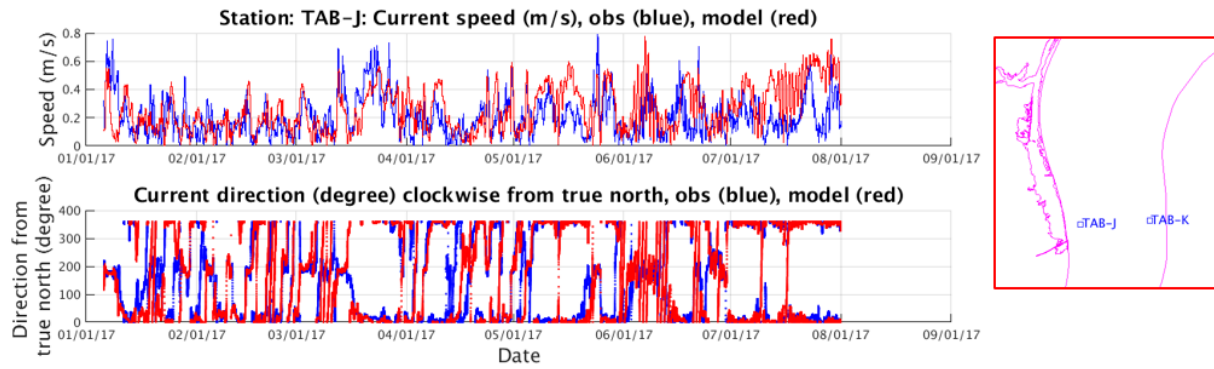 Station: TAB-J: Current speed (m/s), obs (blue), model (red)
Speed (m/s)
0.8
0.6
0.4
0.2
0
01/01/17 02/01/17 03/01/17 04/01/17 05/01/17 06/01/17 07/01/17 08/01/17 09/01/17
Current direction (degree) clockwise from true north, obs (blue), model (red)
Direction from
true north (degree)
400
300
200
100
0
01/01/17 02/01/17 03/01/17 04/01/17 05/01/17 06/01/17 07/01/17 08/01/17 09/01/17
Date
TAB-J TAB-K